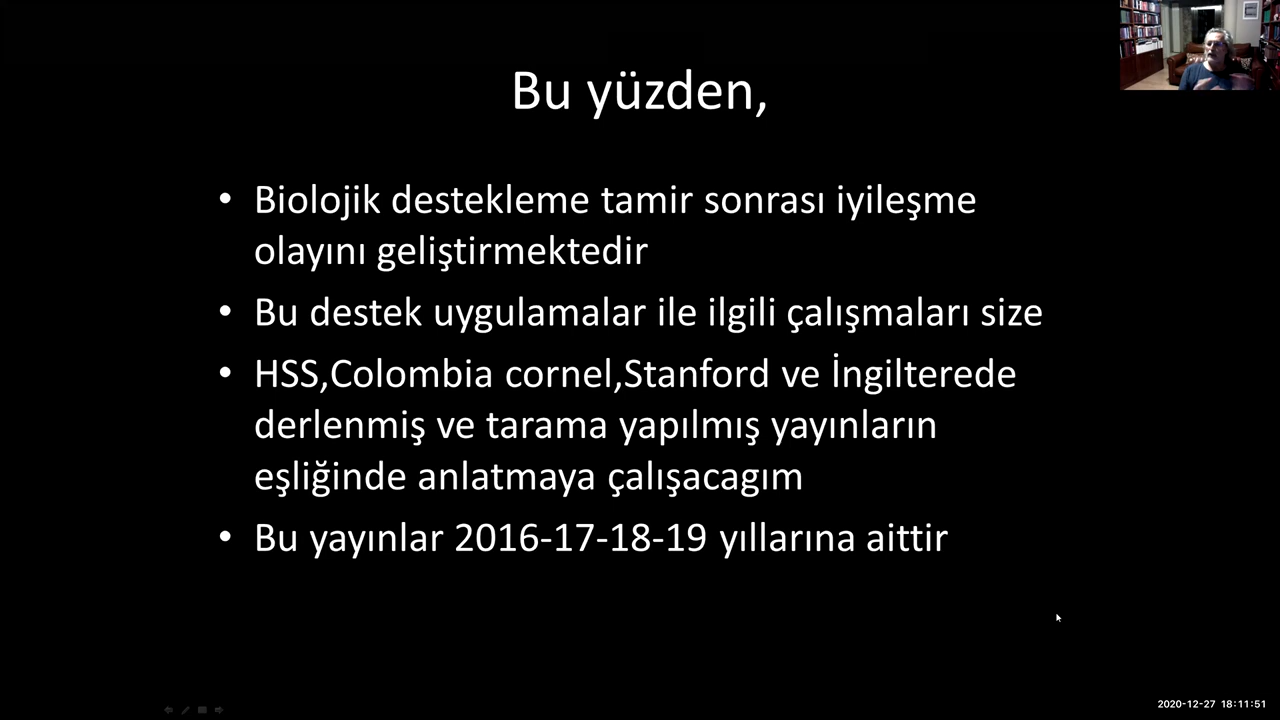 Bu yüzden,
• Biolojik destekleme tamir sonrası iyileşme
olayını geliştirmektedir
• Bu destek uygulamalar ile ilgili çalışmaları size
• HSS,Colombia cornel,Stanford ve İngilterede
derlenmiş ve tarama yapılmış yayınların
eşliğinde anlatmaya çalışacagım
• Bu yayınlar 2016-17-18-19 yıllarına aittir
2020-12-27 18:11:51